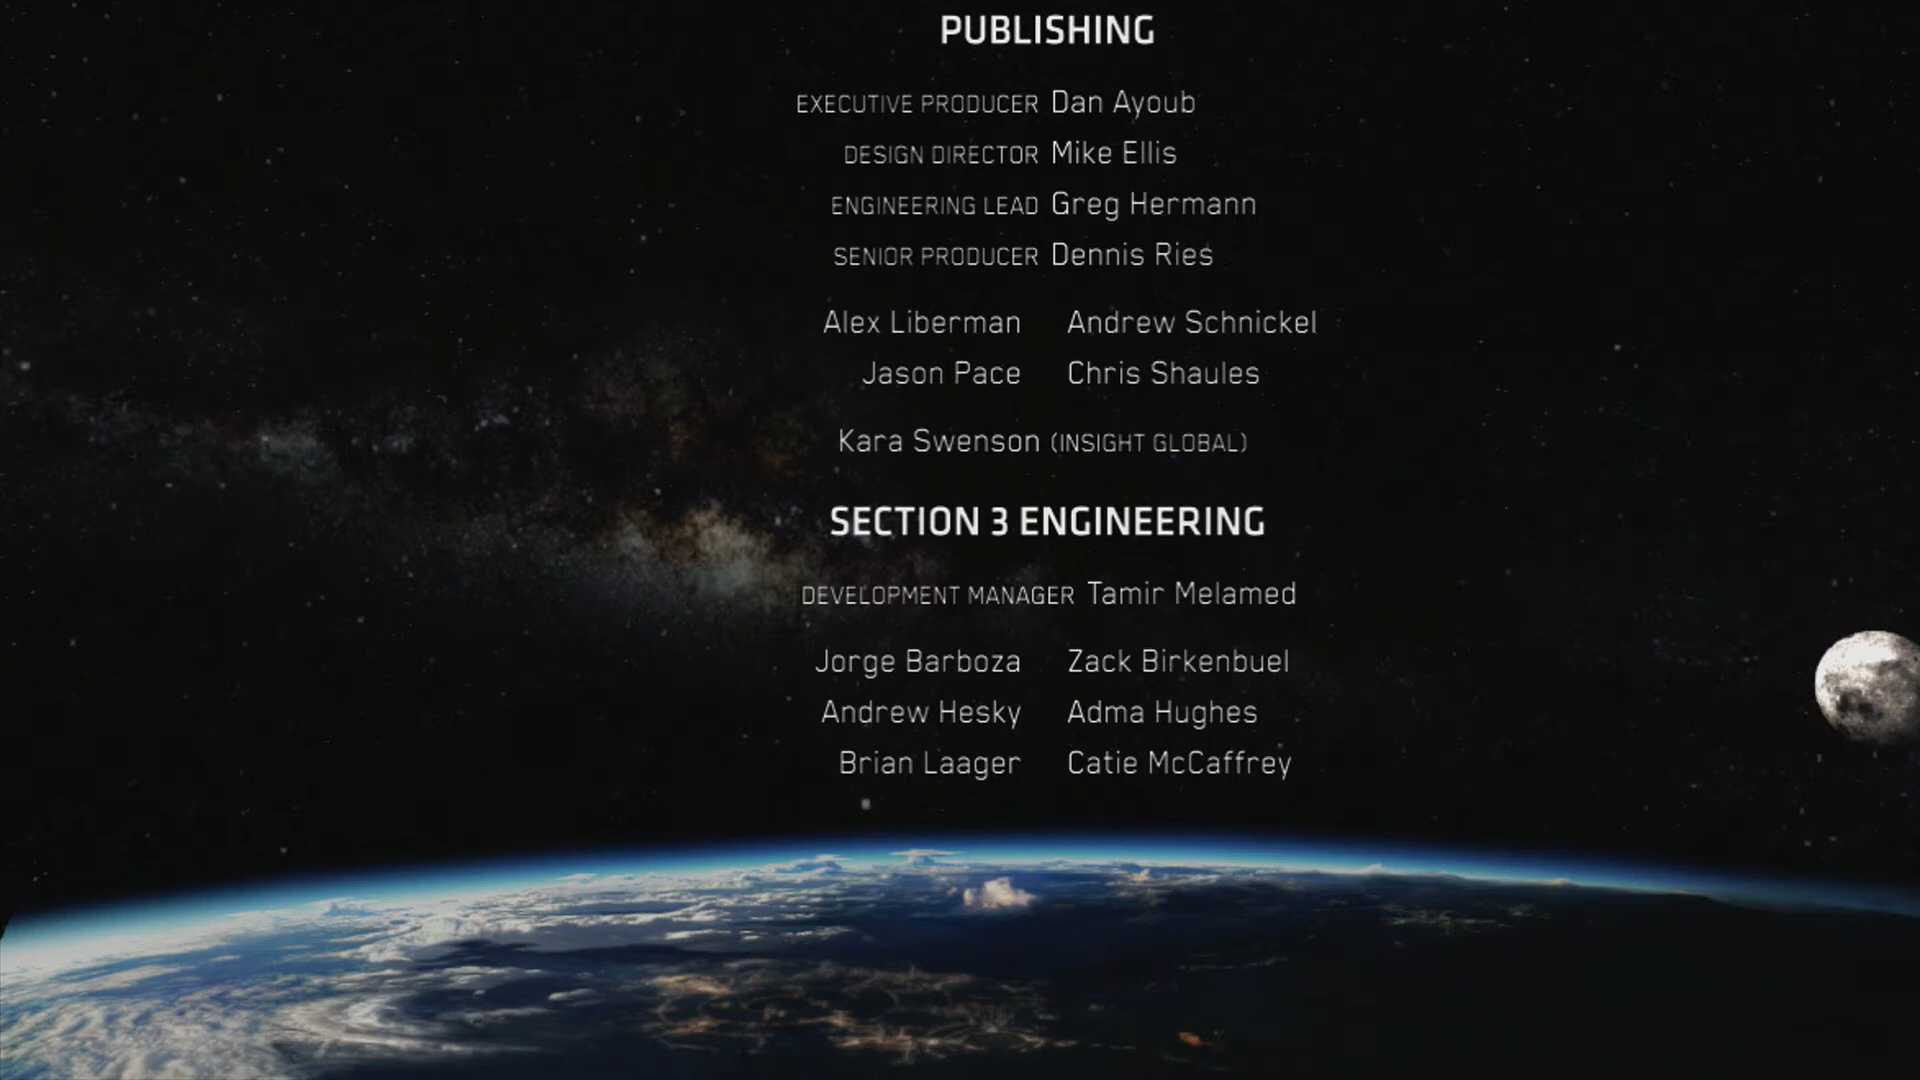 PUBLISHING
EXECUTIVE PRODUCER Dan Ayoub
DESIGN DIRECTOR Mike Ellis
ENGINEERING LEAD Greg Hermann
SENIOR PRODUCER Dennis Ries
Alex Liberman Andrew Schnickel
Jason Pace Chris Shaules
Kara Swenson (INSIGHT GLOBAL)
SECTION 3 ENGINEERING
DEVELOPMENT MANAGER Tamir Melamed
Jorge Barboza Zack Birkenbuel
Andrew Hesky Adma Hughes
Brian Laager Catie McCaffrey